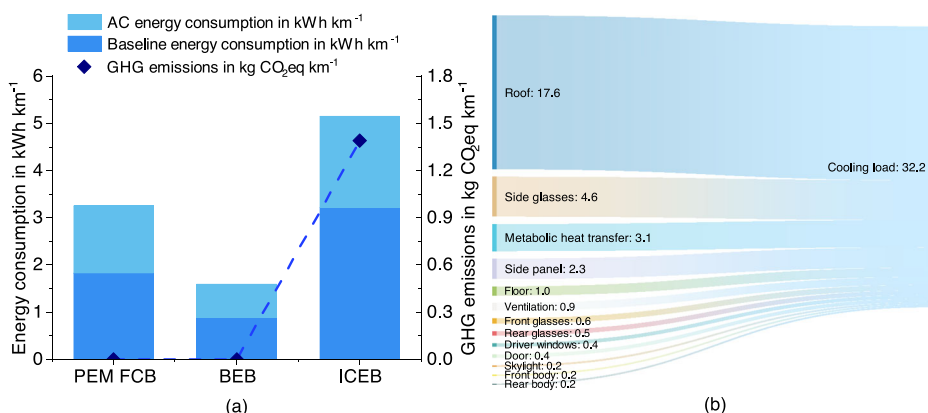 AC energy consumption in kWh km⁻¹
Baseline energy consumption in kWh km⁻¹
GHG emissions in kg CO₂eq km⁻¹
Energy consumption in kWh km⁻¹
6
5
4
3
2
1
0
1.8
1.5
1.2
0.9
0.6
0.3
0.0
GHG emissions in kg CO₂eq km⁻¹
PEM FCB
BEB
ICEB
(a)
Roof: 17.6
Cooling load: 32.2
Side glasses: 4.6
Metabolic heat transfer: 3.1
Side panel: 2.3
Floor: 1.0
Ventilation: 0.9
Front glasses: 0.6
Rear glasses: 0.5
Driver windows: 0.4
Door: 0.4
Skylight: 0.2
Front body: 0.2
Rear body: 0.2
(b)